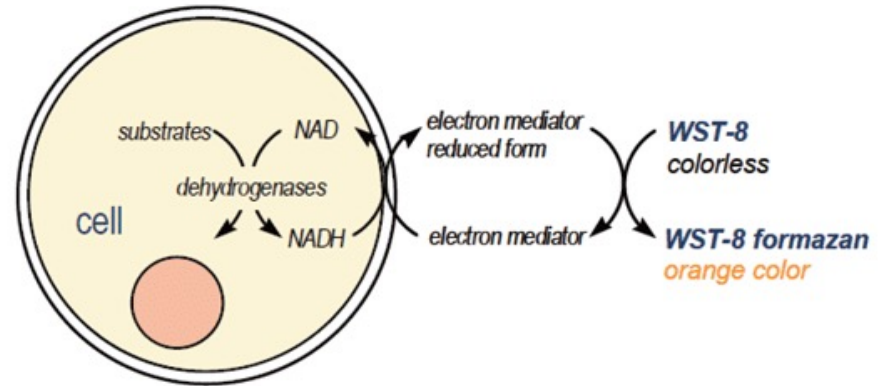 substrates
NAD
electron mediator
reduced form
WST-8
colorless
dehydrogenases
cell
NADH
electron mediator
WST-8 formazan
orange color